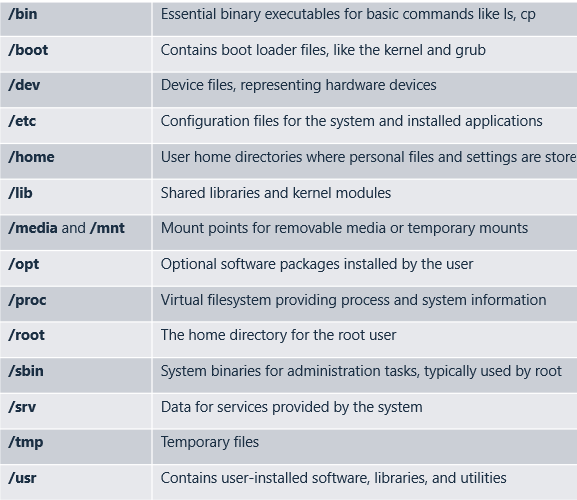 /bin Essential binary executables for basic commands like ls, cp
/boot Contains boot loader files, like the kernel and grub
/dev Device files, representing hardware devices
/etc Configuration files for the system and installed applications
/home User home directories where personal files and settings are store
/lib Shared libraries and kernel modules
/media and /mnt Mount points for removable media or temporary mounts
/opt Optional software packages installed by the user
/proc Virtual filesystem providing process and system information
/root The home directory for the root user
/sbin System binaries for administration tasks, typically used by root
/srv Data for services provided by the system
/tmp Temporary files
/usr Contains user-installed software, libraries, and utilities